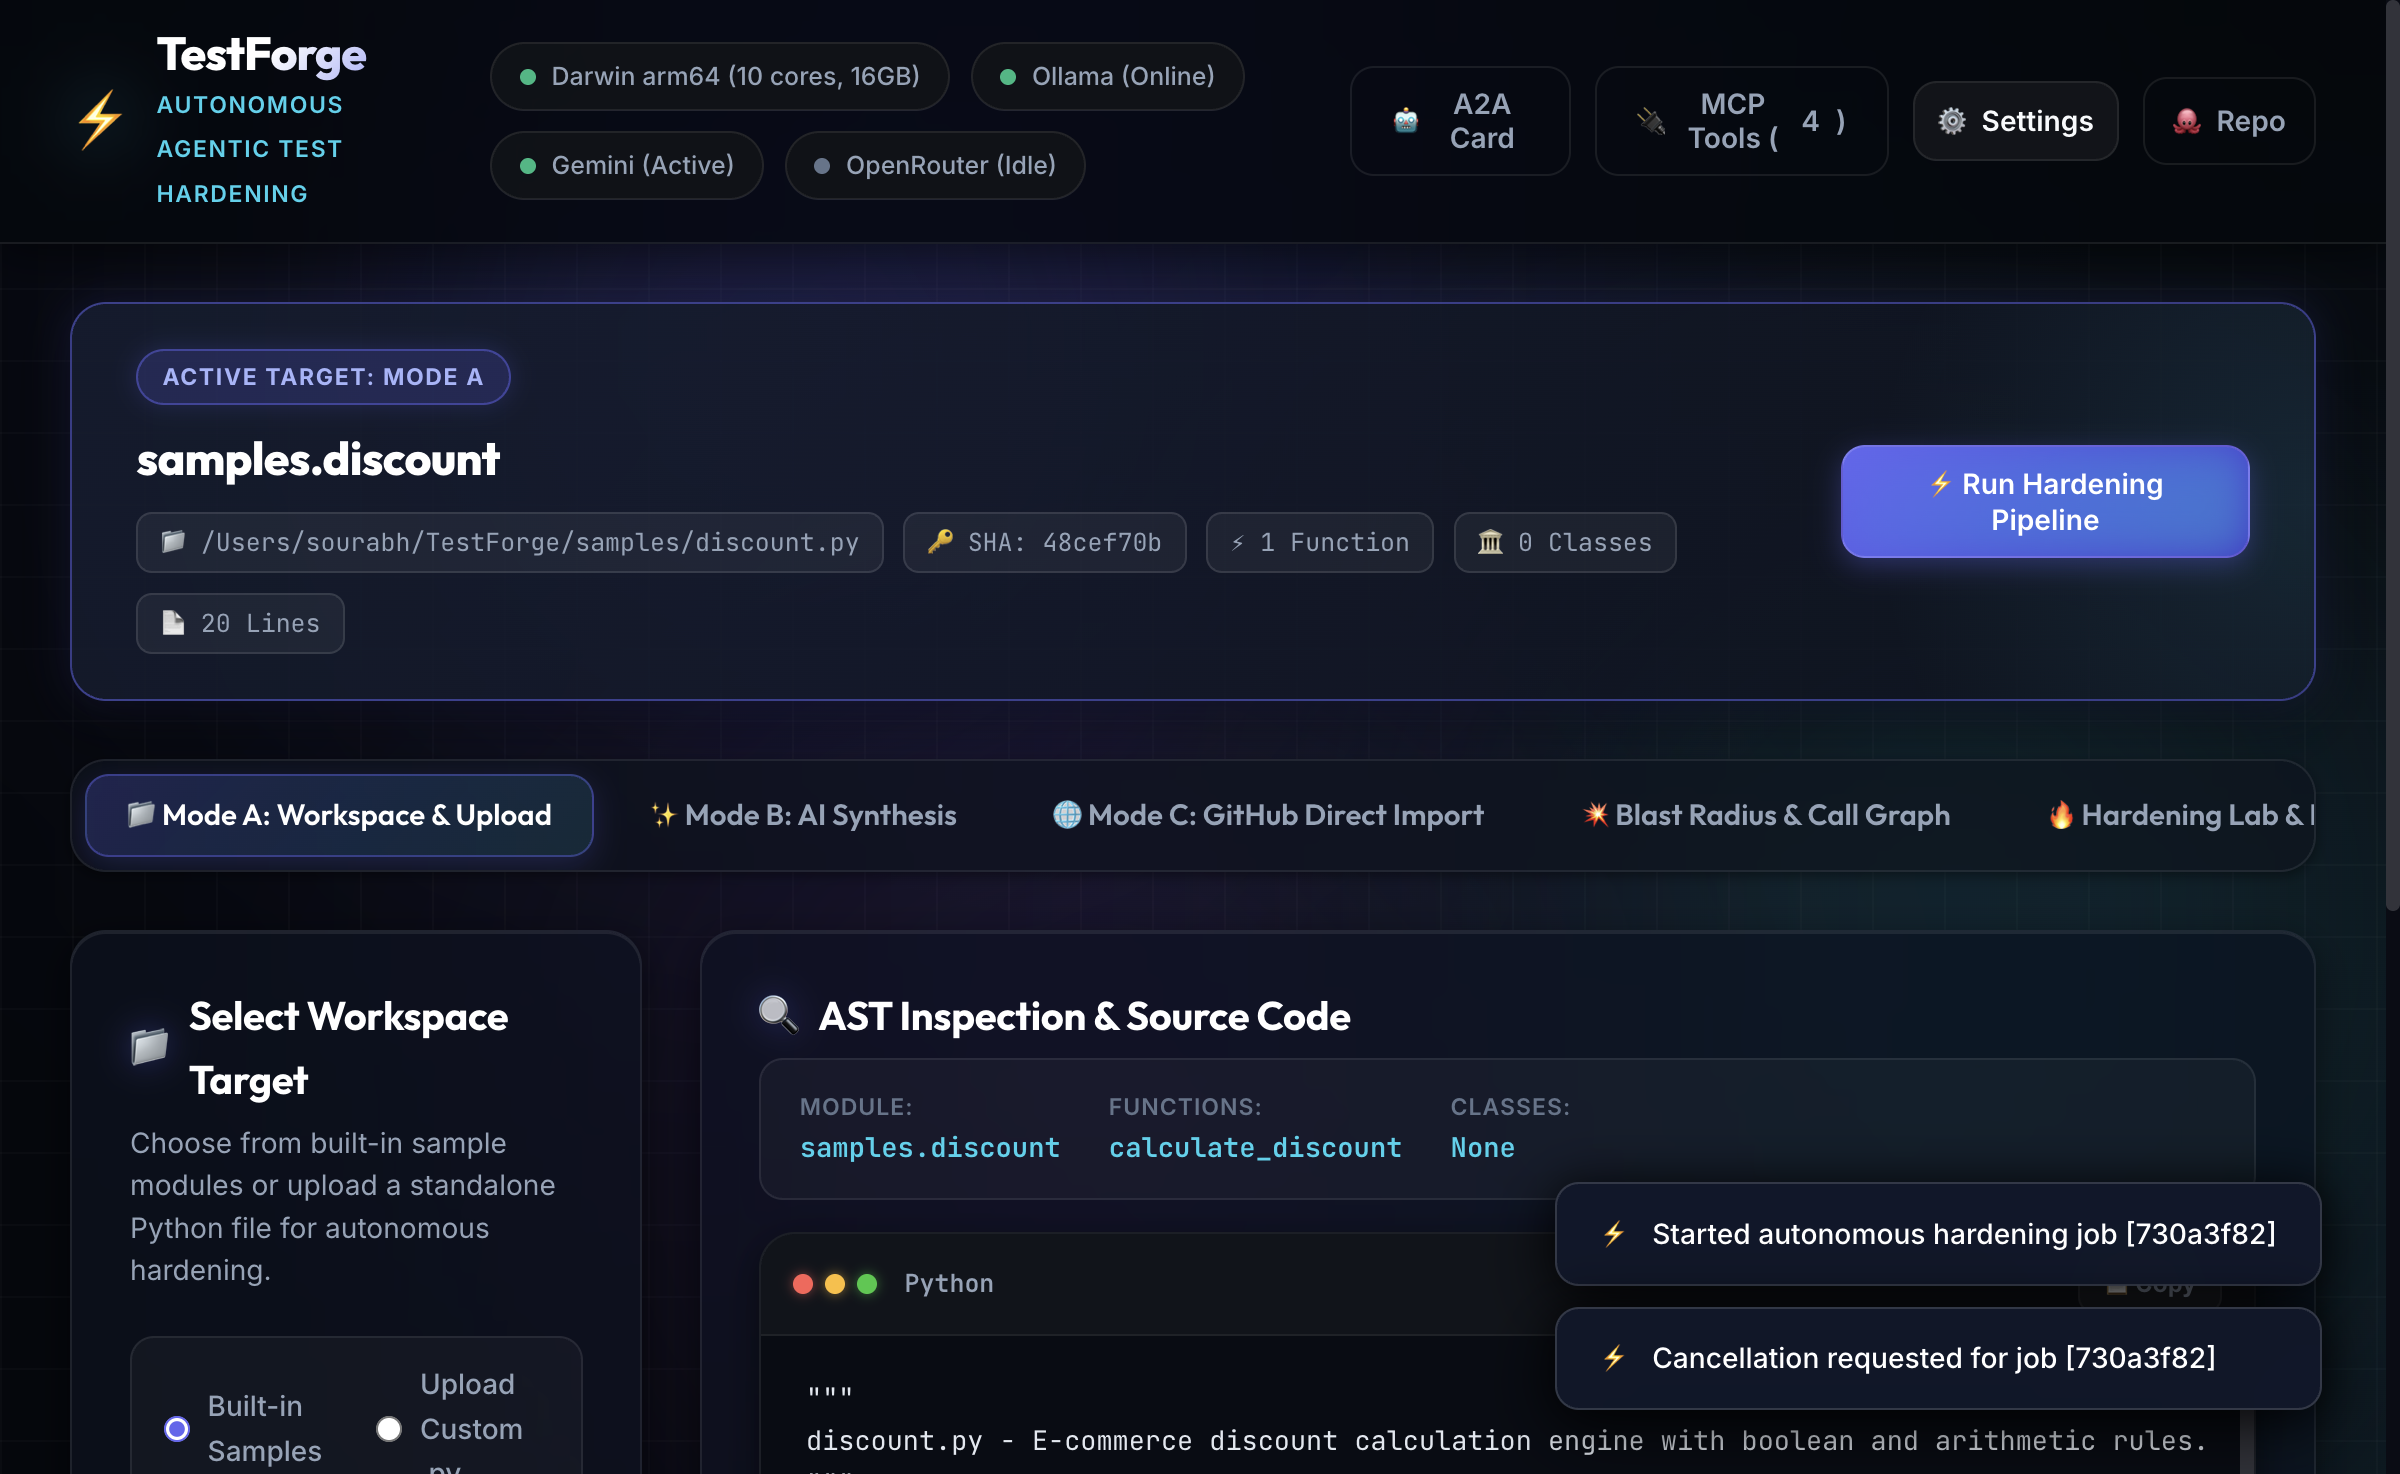 TestForge
AUTONOMOUS
AGENTIC TEST
HARDENING
Darwin arm64 (10 cores, 16GB)
Ollama (Online)
Gemini (Active)
OpenRouter (Idle)
A2A
Card
MCP
Tools ( 4 )
Settings
Repo
ACTIVE TARGET: MODE A
samples.discount
/Users/sourabh/TestForge/samples/discount.py
SHA: 48cef70b
1 Function
0 Classes
20 Lines
Run Hardening
Pipeline
Mode A: Workspace & Upload
Mode B: AI Synthesis
Mode C: GitHub Direct Import
Blast Radius & Call Graph
Hardening Lab &
Select Workspace
Target
Choose from built-in sample
modules or upload a standalone
Python file for autonomous
hardening.
Built-in
Samples
Upload
Custom
.py
AST Inspection & Source Code
MODULE:
samples.discount
FUNCTIONS:
calculate_discount
CLASSES:
None
Python
Copy
"""
discount.py - E-commerce discount calculation engine with boolean and arithmetic rules.
"""
Started autonomous hardening job [730a3f82]
Cancellation requested for job [730a3f82]